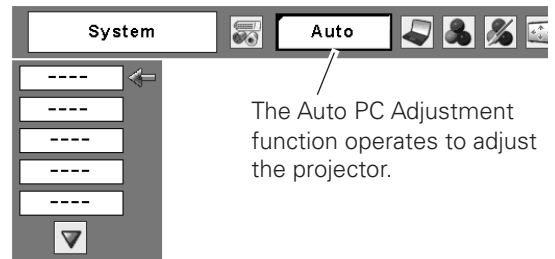 System
Auto
----
----
----
----
----
The Auto PC Adjustment
function operates to adjust
the projector.